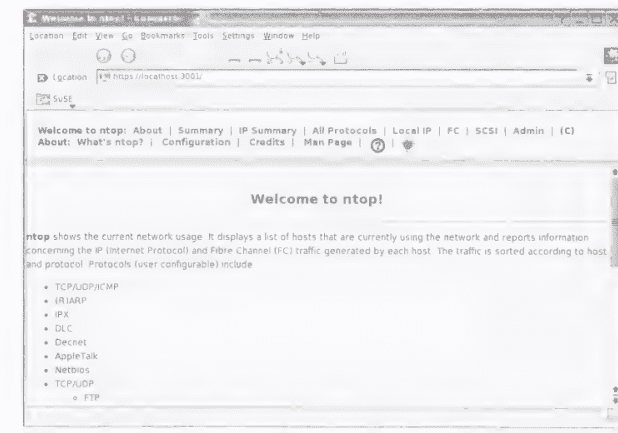 Welcome to ntop! - Konqueror
Location Edit View Go Bookmarks Tools Settings Window Help
Location https://localhost:3001/
SuSE
Welcome to ntop: About | Summary | IP Summary | All Protocols | Local IP | FC | SCSI | Admin | (C)
About: What's ntop? | Configuration | Credits | Man Page | ? |
Welcome to ntop!
ntop shows the current network usage. It displays a list of hosts that are currently using the network and reports information
concerning the IP (Internet Protocol) and Fibre Channel (FC) traffic generated by each host. The traffic is sorted according to host
and protocol. Protocols (user configurable) include
• TCP/UDP/ICMP
• (R)ARP
• IPX
• DLC
• Decnet
• AppleTalk
• Netbios
• TCP/UDP
○ FTP